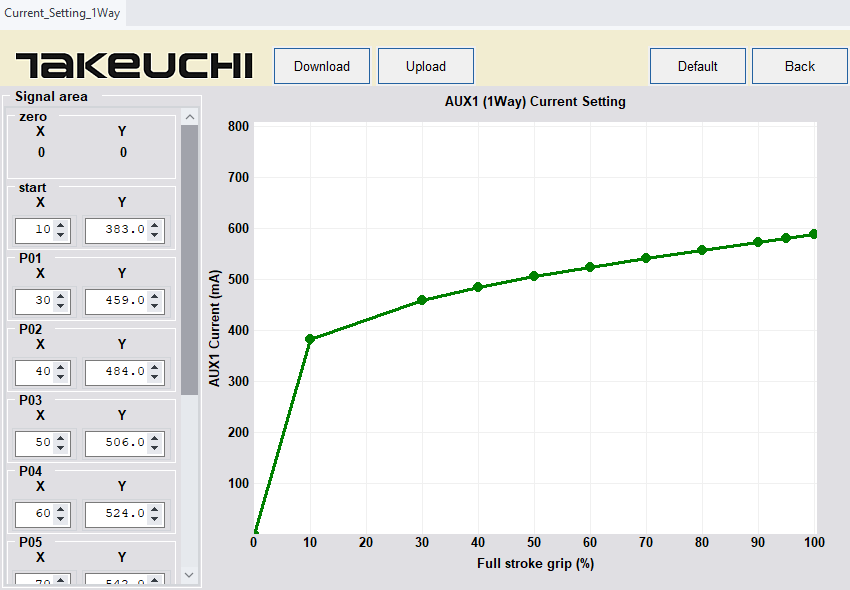 Current_Setting_1Way
TAKEUCHI
Download
Upload
Default
Back
Signal area
zero
X Y
0 0
start
X Y
10 383.0
P01
X Y
30 459.0
P02
X Y
40 484.0
P03
X Y
50 506.0
P04
X Y
60 524.0
P05
X Y
AUX1 (1Way) Current Setting
AUX1 Current (mA)
800
700
600
500
400
300
200
100
0 10 20 30 40 50 60 70 80 90 100
Full stroke grip (%)